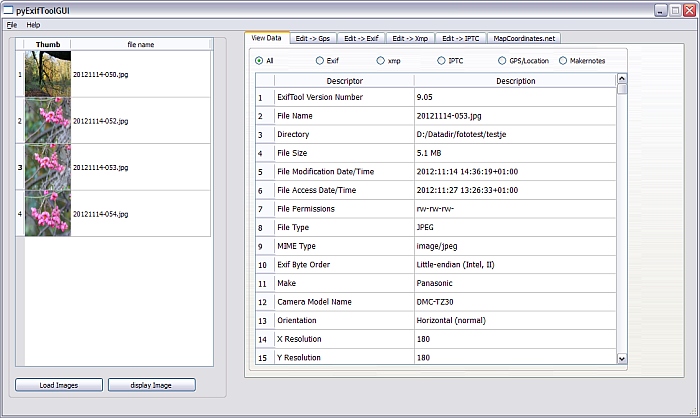 pyExifToolGUI
File Help
Thumb file name
1 20121114-050.jpg
2 20121114-052.jpg
3 20121114-053.jpg
4 20121114-054.jpg
Load Images display Image
View Data Edit -> Gps Edit -> Exif Edit -> Xmp Edit -> IPTC MapCoordinates.net
All Exif xmp IPTC GPS/Location Makernotes
Descriptor Description
1 ExifTool Version Number 9.05
2 File Name 20121114-053.jpg
3 Directory D:/Datadir/fototest/testje
4 File Size 5.1 MB
5 File Modification Date/Time 2012:11:14 14:36:19+01:00
6 File Access Date/Time 2012:11:27 13:26:33+01:00
7 File Permissions rw-rw-rw-
8 File Type JPEG
9 MIME Type image/jpeg
10 Exif Byte Order Little-endian (Intel, II)
11 Make Panasonic
12 Camera Model Name DMC-TZ30
13 Orientation Horizontal (normal)
14 X Resolution 180
15 Y Resolution 180